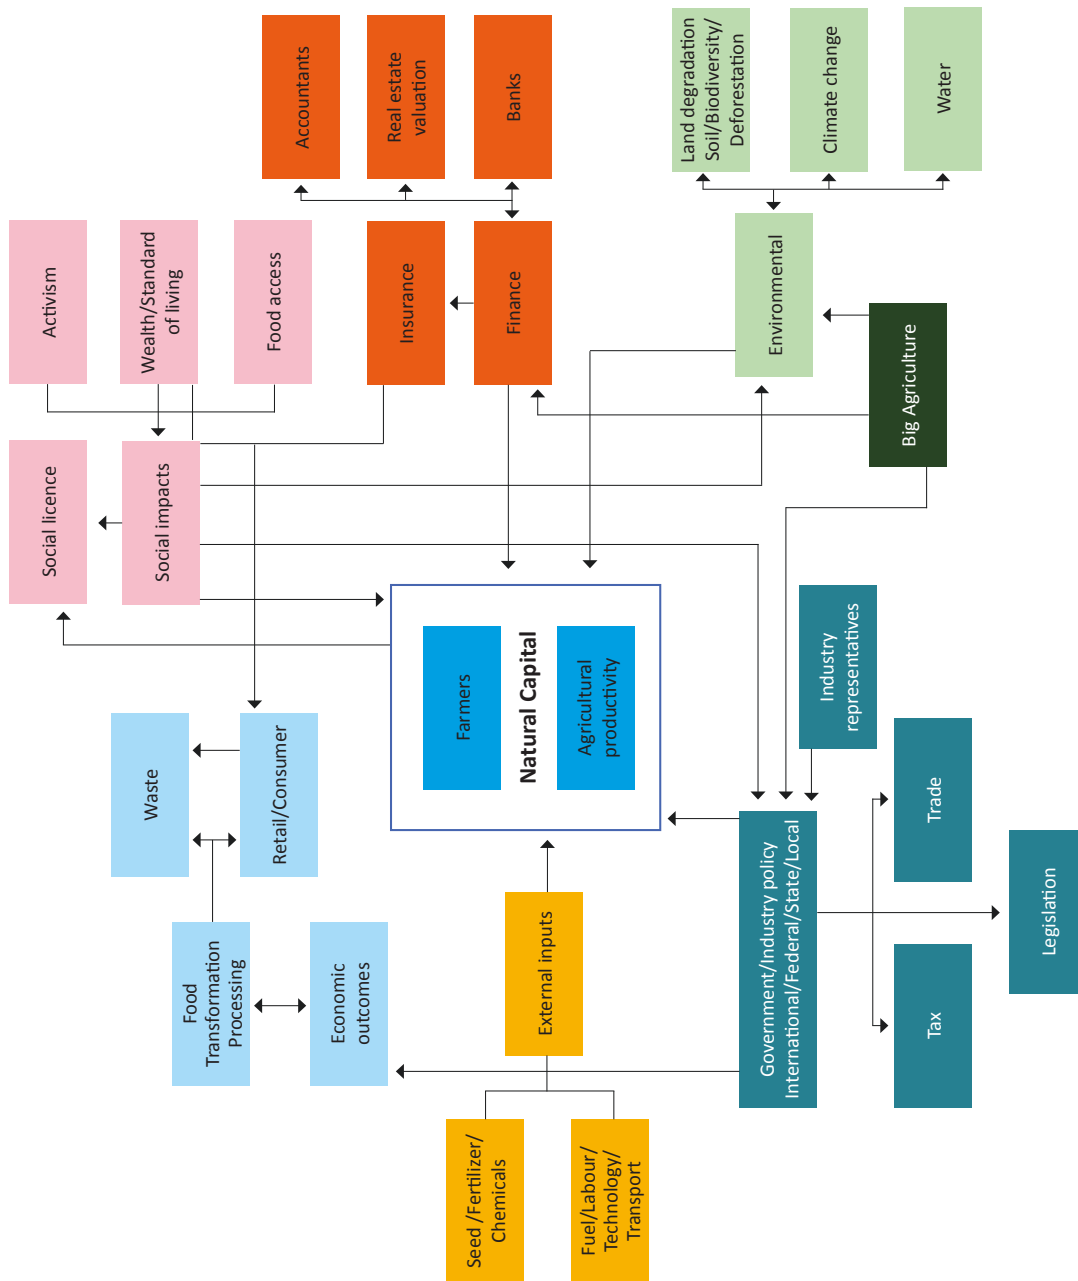 Social licence
Activism
Waste
Social impacts
Wealth/Standard
of living
Food
Transformation
Processing
Retail/Consumer
Food access
Accountants
Economic
outcomes
Insurance
Real estate
valuation
Farmers
Seed /Fertilizer/
Chemicals
Finance
Banks
External inputs
Natural Capital
Agricultural
productivity
Fuel/Labour/
Technology/
Transport
Land degradation
Soil/Biodiversity/
Deforestation
Environmental
Climate change
Government/Industry policy
International/Federal/State/Local
Industry
representatives
Big Agriculture
Tax
Trade
Water
Legislation